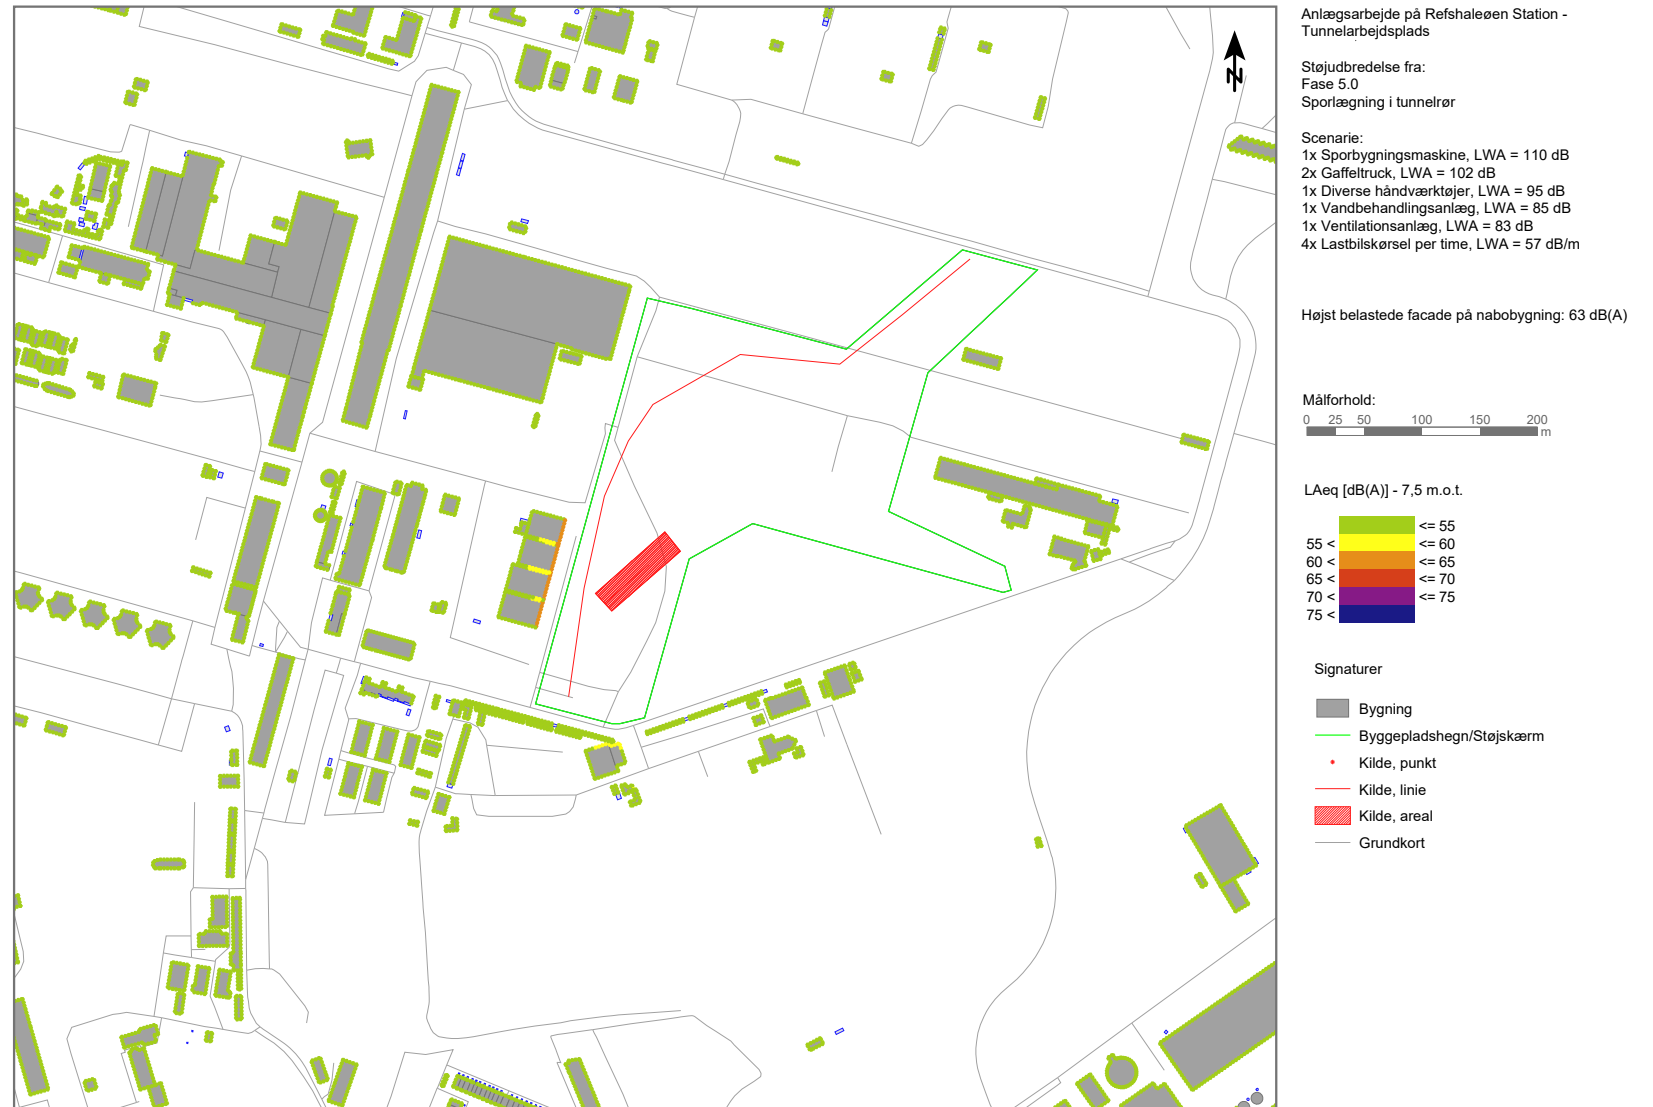 Anlægsarbejde på Refshaleøen Station -
Tunnelarbejdsplads
Støjudbredelse fra:
Fase 5.0
Sporlægning i tunnelrør
Scenarie:
1x Sporbygningsmaskine, LWA = 110 dB
2x Gaffeltruck, LWA = 102 dB
1x Diverse håndværktøjer, LWA = 95 dB
1x Vandbehandlingsanlæg, LWA = 85 dB
1x Ventilationsanlæg, LWA = 83 dB
4x Lastbilskørsel per time, LWA = 57 dB/m
Højst belastede facade på nabobygning: 63 dB(A)
Målforhold:
0 25 50 100 150 200
m
LAeq [dB(A)] - 7,5 m.o.t.
<= 55
55 < <= 60
60 < <= 65
65 < <= 70
70 < <= 75
75 <
Signaturer
Bygning
Byggepladshegn/Støjskærm
Kilde, punkt
Kilde, linie
Kilde, areal
Grundkort
N